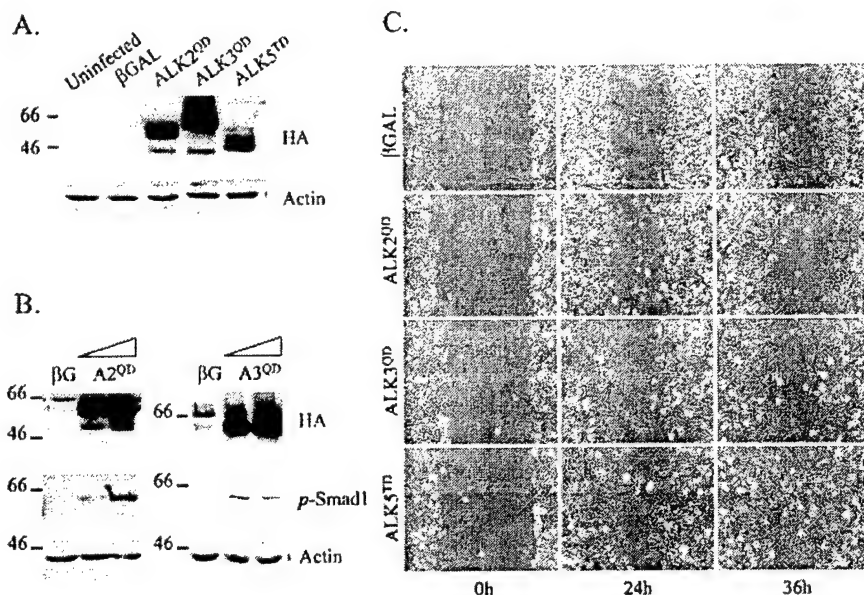 A.
Uninfected βGAL ALK2QD ALK3QD ALK5TD
66
46
HA
Actin
B.
βG A2QD
66
46
66
46
βG A3QD
66
66
46
HA
p-Smad1
Actin
C.
βGAL
ALK2QD
ALK3QD
ALK5TD
0h 24h 36h